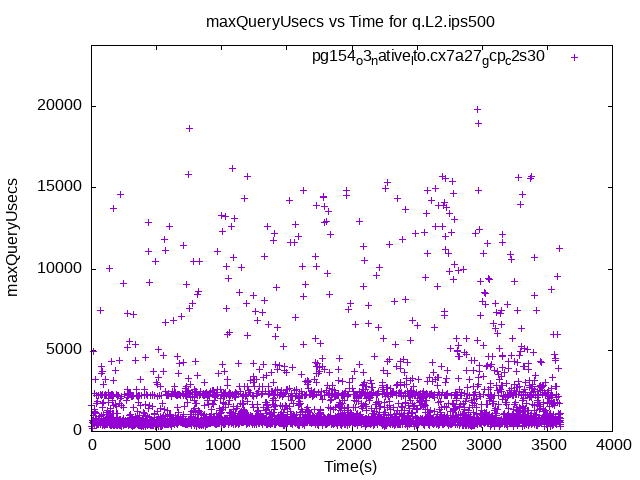 maxQueryUsecs vs Time for q.L2.ips500
pg154_o3_native_lto.cx7a27_gcp_c2s30
maxQueryUsecs
20000
15000
10000
5000
0
0 500 1000 1500 2000 2500 3000 3500 4000
Time(s)